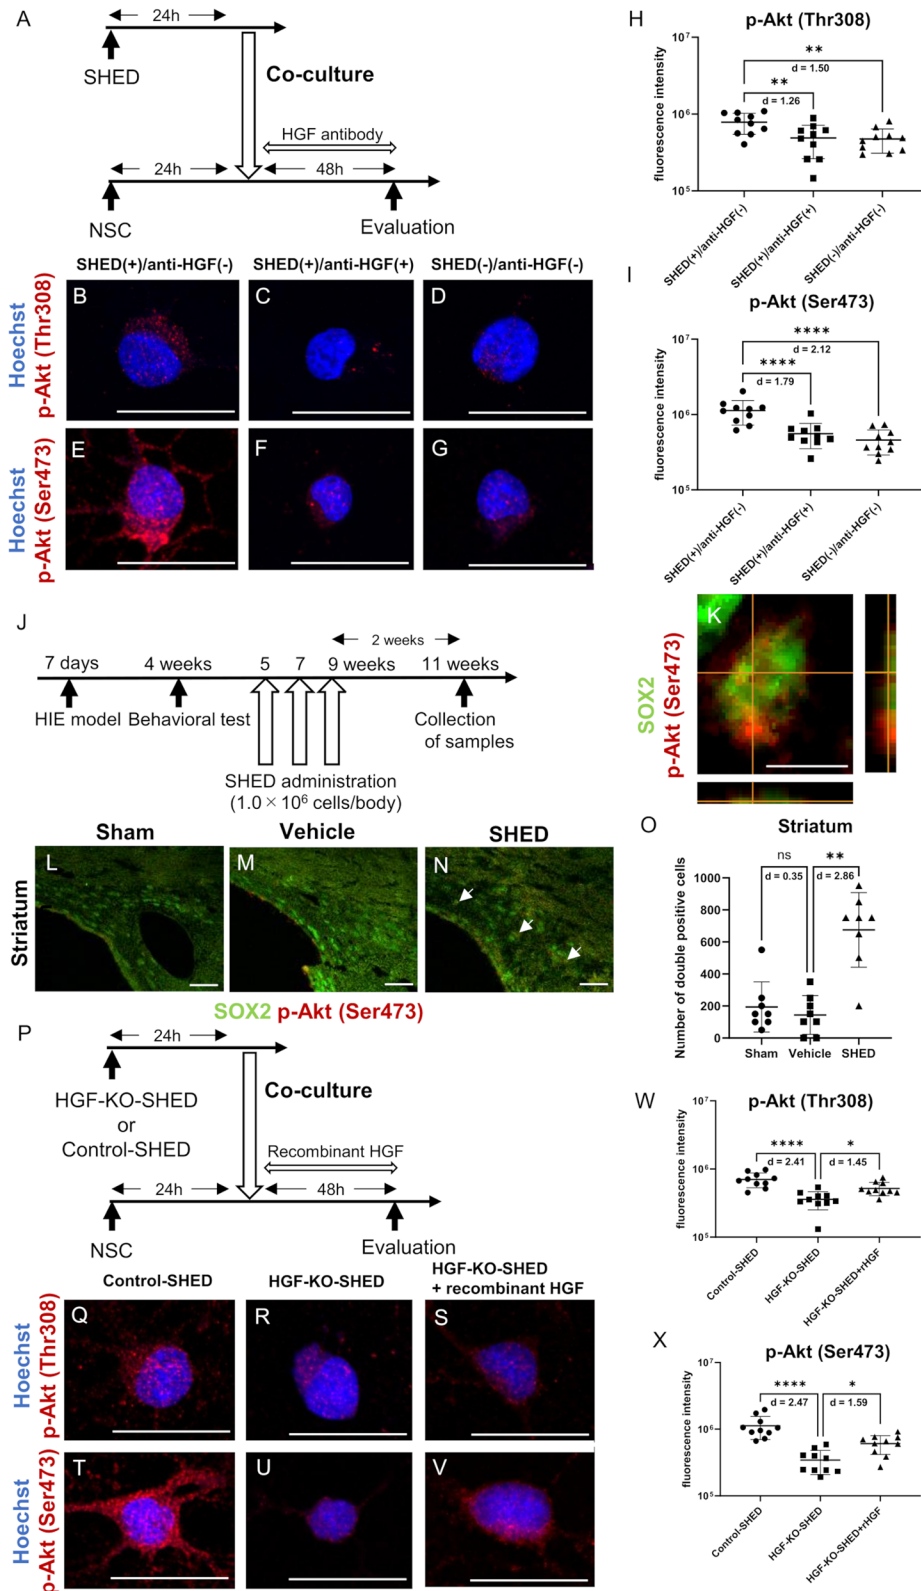 A
24h
SHED
Co-culture
HGF antibody
24h
48h
NSC
Evaluation
SHED(+)/anti-HGF(-)
SHED(+)/anti-HGF(+)
SHED(-)/anti-HGF(-)
Hoechst
p-Akt (Thr308)
B
C
D
Hoechst
p-Akt (Ser473)
E
F
G
H
p-Akt (Thr308)
fluorescence intensity
10⁷
10⁶
10⁵
**
d = 1.50
**
d = 1.26
SHED(+)/anti-HGF(-)
SHED(+)/anti-HGF(+)
SHED(-)/anti-HGF(-)
I
p-Akt (Ser473)
fluorescence intensity
10⁷
10⁶
10⁵
****
d = 2.12
****
d = 1.79
SHED(+)/anti-HGF(-)
SHED(+)/anti-HGF(+)
SHED(-)/anti-HGF(-)
J
2 weeks
7 days
4 weeks
5
7
9 weeks
11 weeks
HIE model
Behavioral test
Collection
of samples
SHED administration
(1.0 × 10⁶ cells/body)
K
SOX2
p-Akt (Ser473)
Sham
Vehicle
SHED
Striatum
L
M
N
SOX2 p-Akt (Ser473)
O
Striatum
Number of double positive cells
ns
d = 0.35
**
d = 2.86
1000
800
600
400
200
0
Sham
Vehicle
SHED
P
24h
HGF-KO-SHED
or
Control-SHED
Co-culture
Recombinant HGF
24h
48h
NSC
Evaluation
Control-SHED
HGF-KO-SHED
HGF-KO-SHED
+ recombinant HGF
Hoechst
p-Akt (Thr308)
Q
R
S
Hoechst
p-Akt (Ser473)
T
U
V
W
p-Akt (Thr308)
fluorescence intensity
10⁷
10⁶
10⁵
****
d = 2.41
*
d = 1.45
Control-SHED
HGF-KO-SHED
HGF-KO-SHED+rHGF
X
p-Akt (Ser473)
fluorescence intensity
10⁷
10⁶
10⁵
****
d = 2.47
*
d = 1.59
Control-SHED
HGF-KO-SHED
HGF-KO-SHED+rHGF